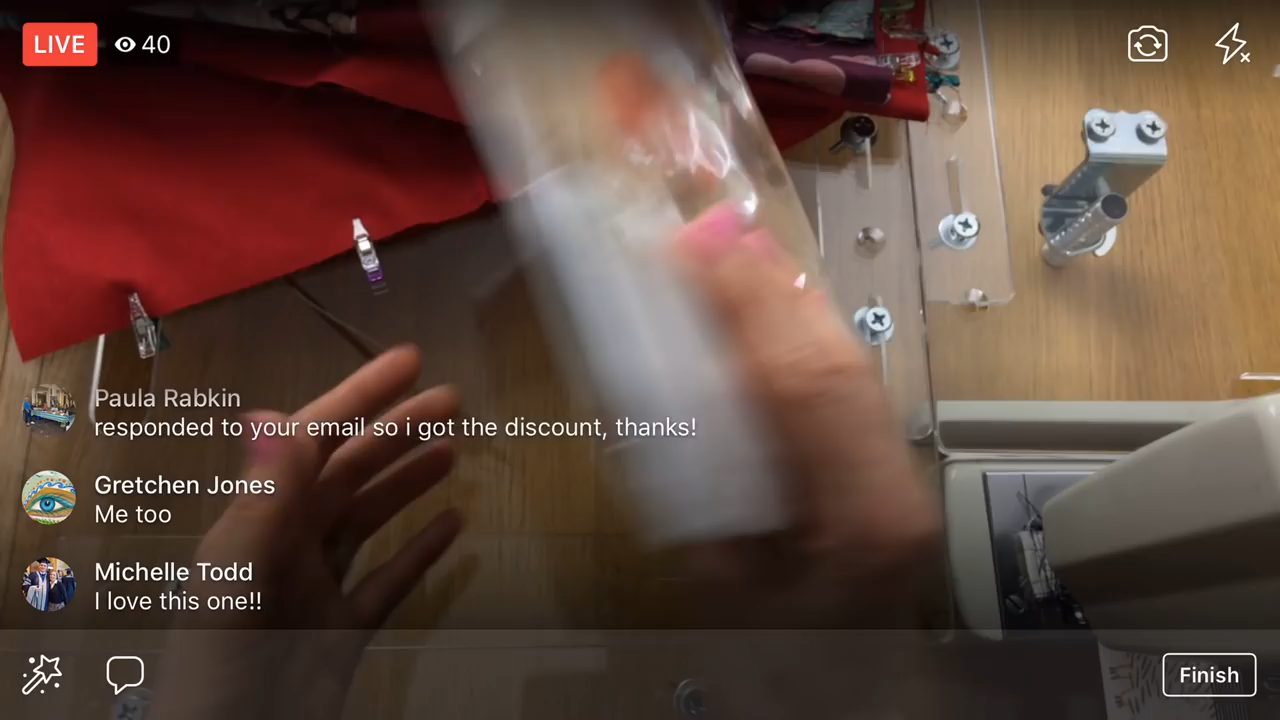 LIVE 40
Paula Rabkin
responded to your email so i got the discount, thanks!
Gretchen Jones
Me too
Michelle Todd
I love this one!!
Finish